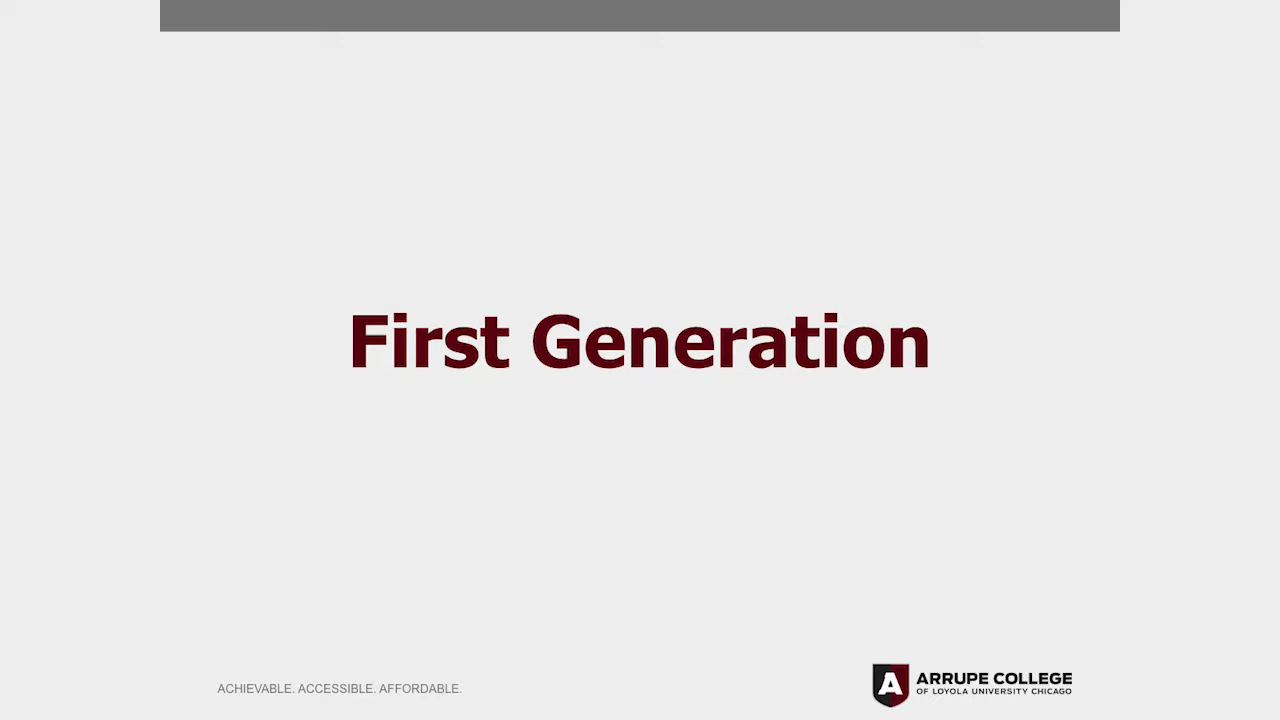 First Generation
ACHIEVABLE. ACCESSIBLE. AFFORDABLE.
A
ARRUPE COLLEGE
OF LOYOLA UNIVERSITY CHICAGO